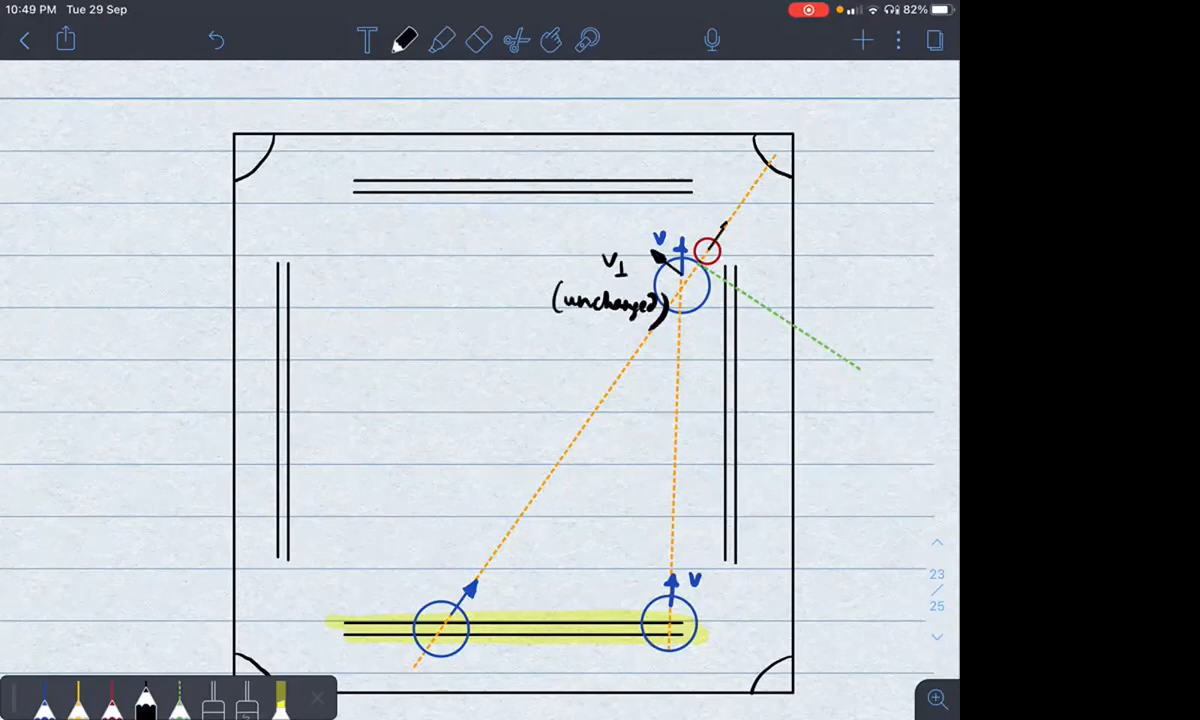 10:49 PM Tue 29 Sep
82%
T
v
v⊥
(unchanged)
v
23
/
25